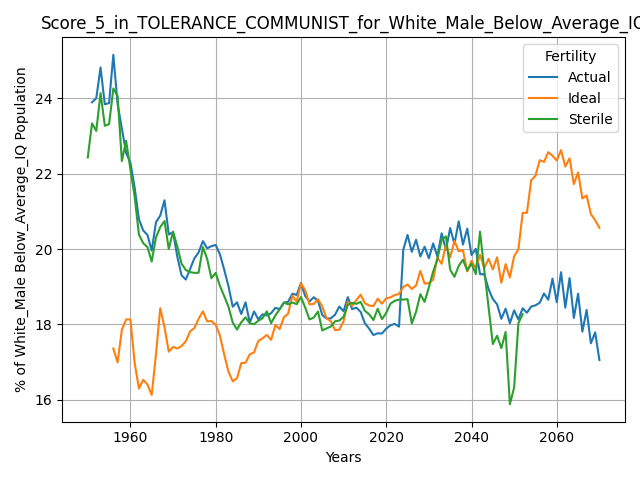 Score_5_in_TOLERANCE_COMMUNIST_for_White_Male_Below_Average_IQ
% of White_Male Below_Average_IQ Population
24
22
20
18
16
Fertility
Actual
Ideal
Sterile
1960 1980 2000 2020 2040 2060
Years